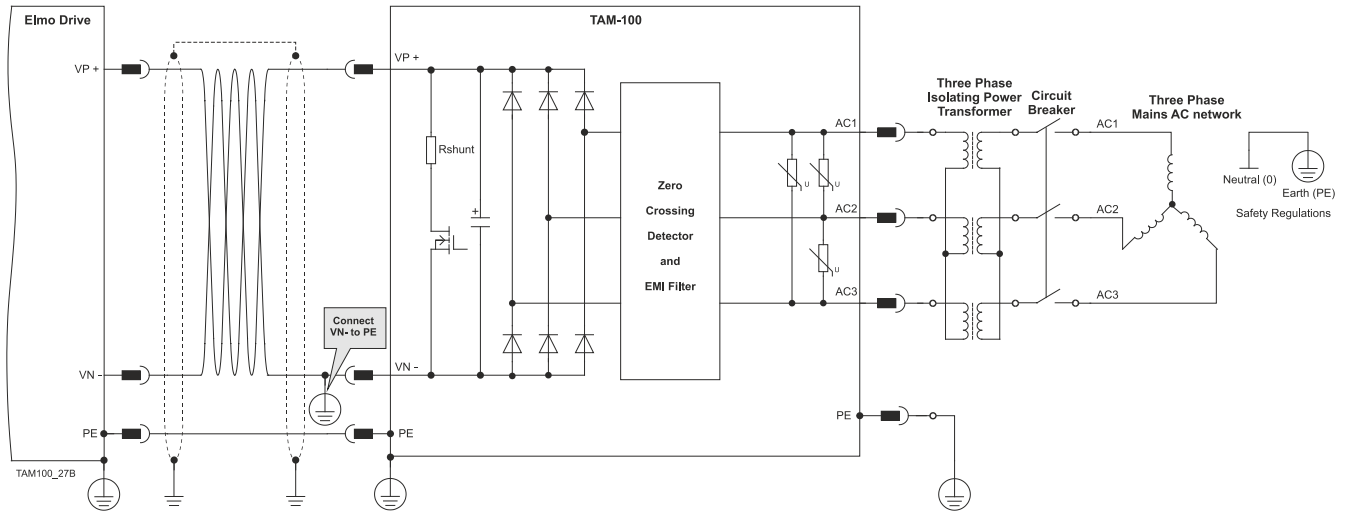 Elmo Drive
TAM-100
VP +
VP +
Three Phase
Isolating Power
Transformer
Circuit
Breaker
Three Phase
Mains AC network
AC1
AC1
Rshunt
+
U
U
Zero
Crossing
Detector
and
EMI Filter
Neutral (0)
Earth (PE)
Safety Regulations
AC2
AC2
U
AC3
AC3
Connect
VN- to PE
VN -
VN -
PE
PE
PE
TAM100_27B